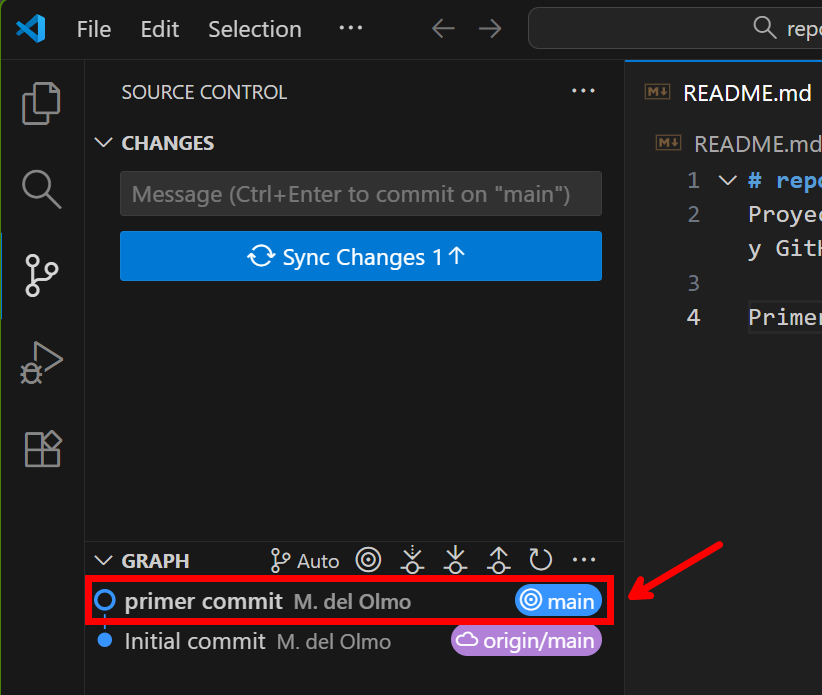 File Edit Selection ···
repo
SOURCE CONTROL ···
CHANGES
Message (Ctrl+Enter to commit on "main")
Sync Changes 1↑
GRAPH Auto ···
primer commit M. del Olmo main
Initial commit M. del Olmo origin/main
README.md
README.md
1 # repo
2 Proyec
y GitH
3
4 Primer